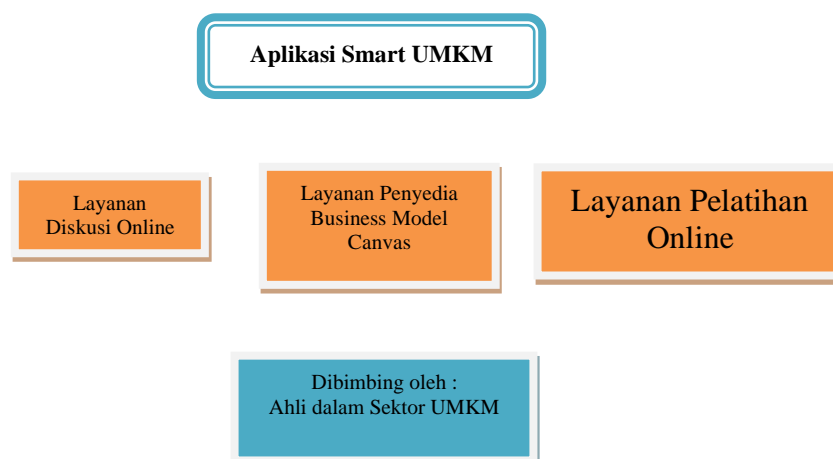 Aplikasi Smart UMKM
Layanan
Diskusi Online
Layanan Penyedia
Business Model
Canvas
Layanan Pelatihan
Online
Dibimbing oleh :
Ahli dalam Sektor UMKM